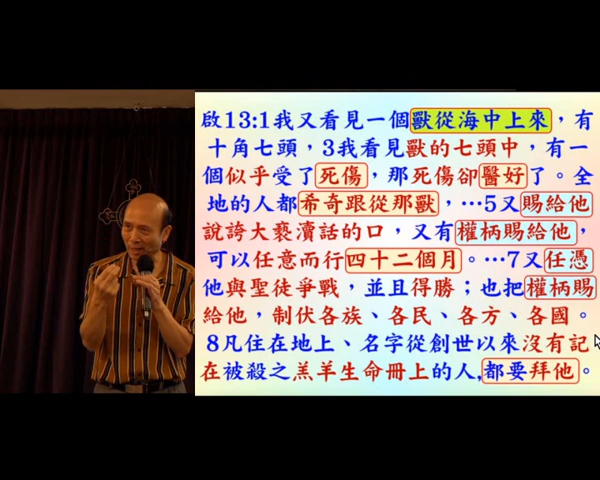 啟13:1我又看見一個獸從海中上來，有
十角七頭，3我看見獸的七頭中，有一
個似乎受了死傷，那死傷卻醫好了。全
地的人都希奇跟從那獸，…5又賜給他
說誇大褻瀆話的口，又有權柄賜給他，
可以任意而行四十二個月。…7又任憑
他與聖徒爭戰，並且得勝；也把權柄賜
給他，制伏各族、各民、各方、各國。
8凡住在地上、名字從創世以來沒有記
在被殺之羔羊生命冊上的人,都要拜他。